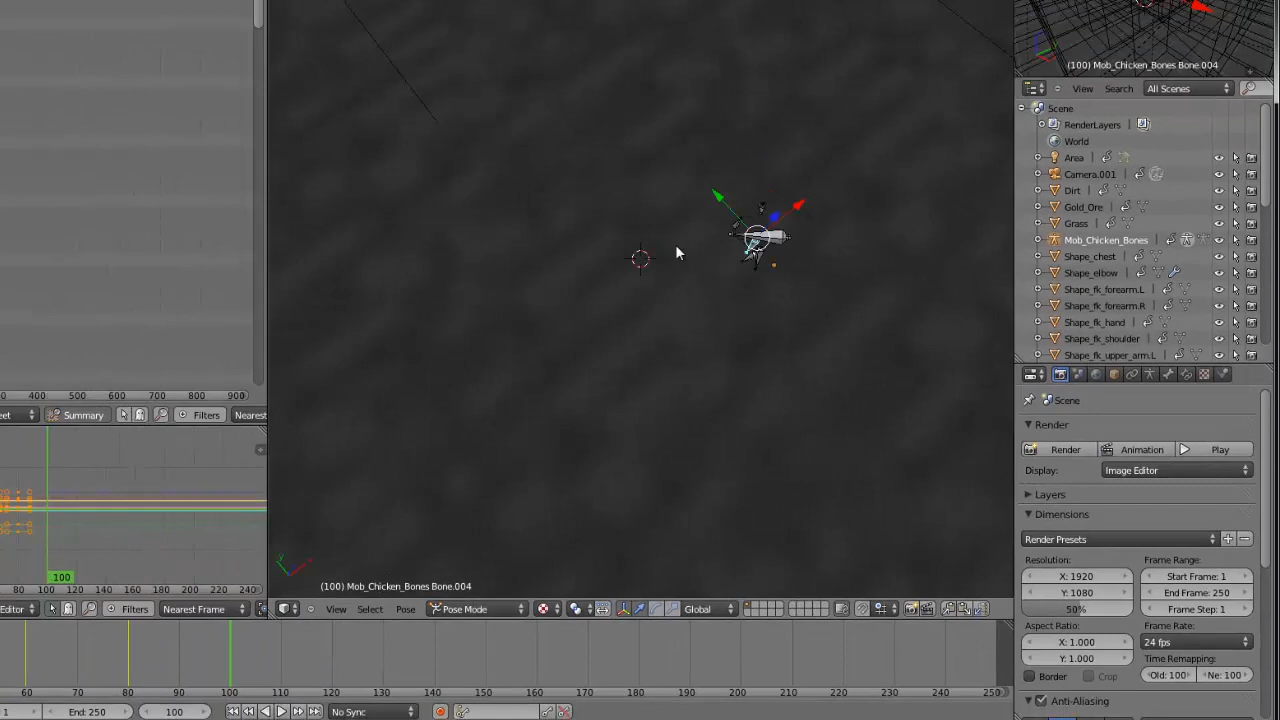 (100) Mob_Chicken_Bones Bone.004
View Search All Scenes
Scene
RenderLayers
World
Area
Camera.001
Dirt
Gold_Ore
Grass
Mob_Chicken_Bones
Shape_chest
Shape_elbow
Shape_fk_forearm.L
Shape_fk_forearm.R
Shape_fk_hand
Shape_fk_shoulder
Shape_fk_upper_arm.L
Scene
Render
Render Animation Play
Display: Image Editor
Layers
Dimensions
Render Presets
Resolution: Frame Range:
X: 1920 Start Frame: 1
Y: 1080 End Frame: 250
50% Frame Step: 1
Aspect Ratio: Frame Rate:
X: 1.000 24 fps
Y: 1.000 Time Remapping:
Border Crop Old: 100 Ne: 100
Anti-Aliasing
400 500 600 700 800 900
Summary Filters Nearest
100
80 100 120 140 160 180 200 220 240
Editor Filters Nearest Frame
y
(100) Mob_Chicken_Bones Bone.004
View Select Pose Pose Mode Global
60 70 80 90 100 110 120 130 140 150 160 170 180 190 200 210 220 230 240 250
1 End: 250 100 No Sync